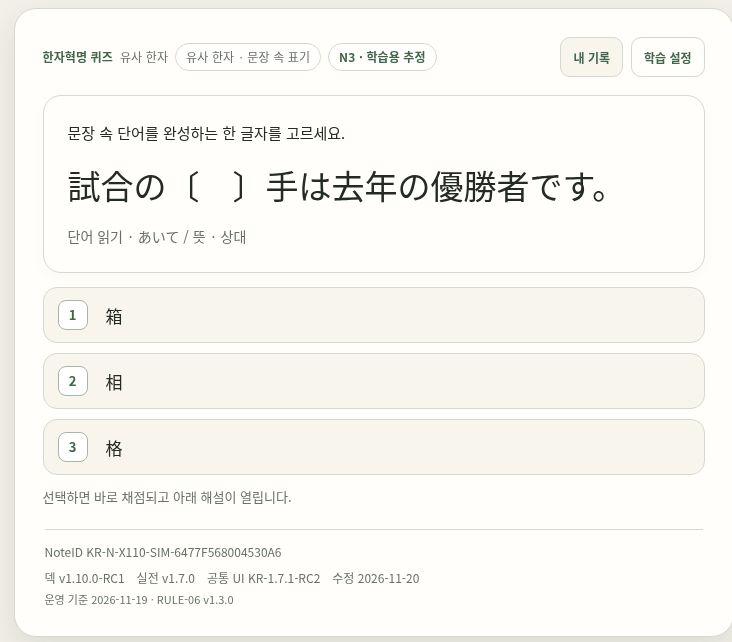 한자혁명 퀴즈 유사 한자 유사 한자 · 문장 속 표기 N3 · 학습용 추정 내 기록 학습 설정
문장 속 단어를 완성하는 한 글자를 고르세요.
試合の〔　〕手は去年の優勝者です。
단어 읽기 · あいて / 뜻 · 상대
1 箱
2 相
3 格
선택하면 바로 채점되고 아래 해설이 열립니다.
NoteID KR-N-X110-SIM-6477F568004530A6
덱 v1.10.0-RC1 실전 v1.7.0 공통 UI KR-1.7.1-RC2 수정 2026-11-20
운영 기준 2026-11-19 · RULE-06 v1.3.0